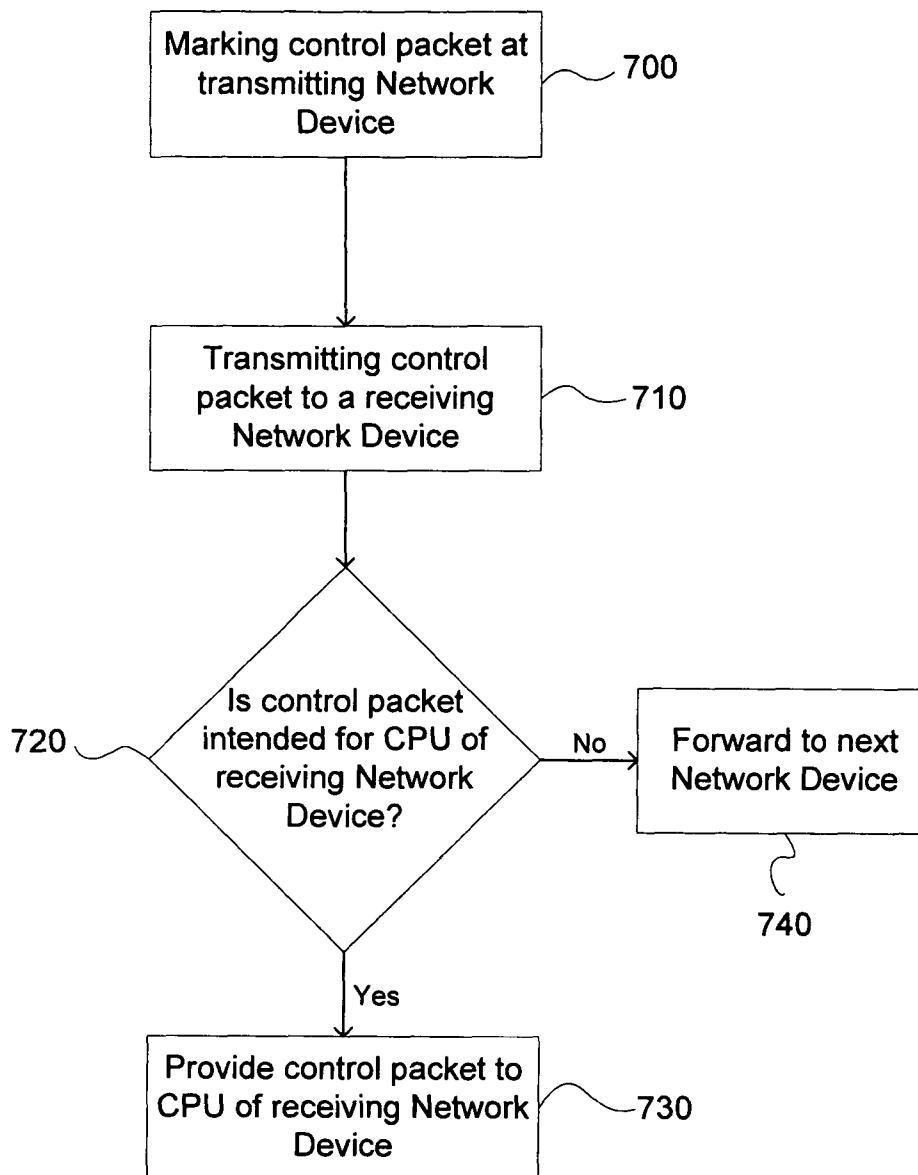 Marking control packet at
transmitting Network
Device
700
Transmitting control
packet to a receiving
Network Device
710
720
Is control packet
intended for CPU of
receiving Network
Device?
No
Forward to next
Network Device
740
Yes
Provide control packet to
CPU of receiving Network
Device
730